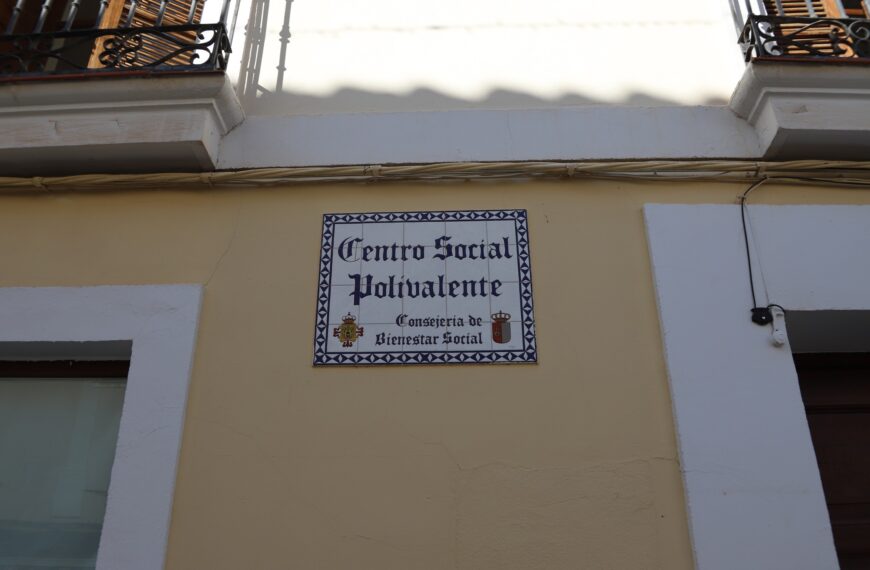 Centro Social
Polivalente
Consejeria de
Bienestar Social